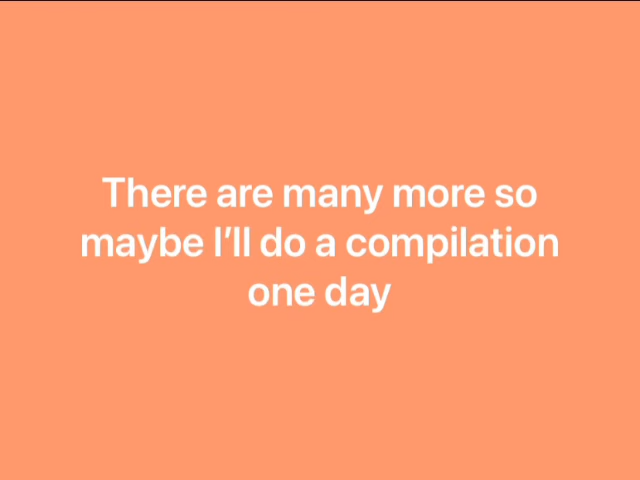 There are many more so
maybe I’ll do a compilation
one day